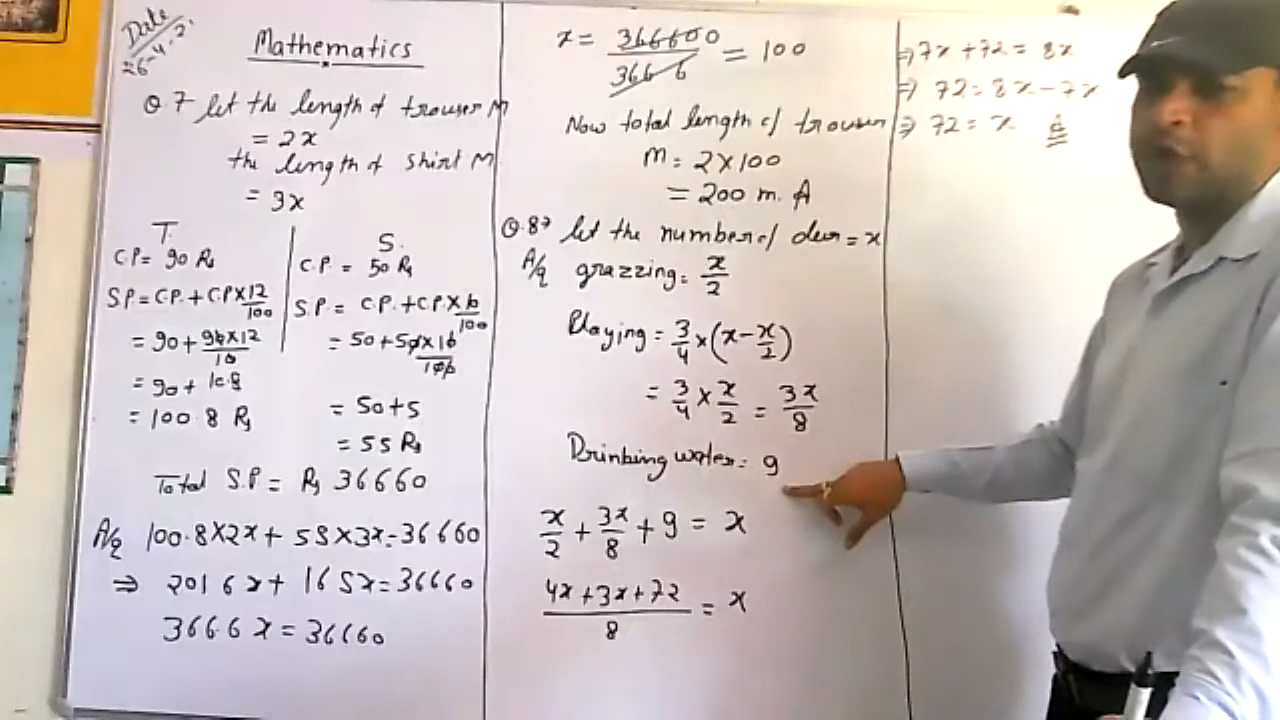 Date
26-4-2
Mathematics
Q.7 let the length of trouser M
= 2x
the length of shirt M
= 3x
T.
C.P = 90 Rs
S.P = C.P. + C.P × 12/100
= 90 + 90×12/10
= 90 + 10.8
= 100.8 Rs
S.
C.P. = 50 Rs
S.P. = C.P. + C.P. × 10/100
= 50 + 50×10/100
= 50 + 5
= 55 Rs
Total S.P = Rs 36660
A/q 100.8×2x + 55×3x = 36660
⇒ 201 6 x + 165x = 36660
366.6 x = 36660
x = 366600/3666 = 100
Now total length of trouser
M = 2×100
= 200 m. A
Q.8⇒ let the number of deer = x
A/q grazzing = x/2
Playing = 3/4 × (x - x/2)
= 3/4 × x/2 = 3x/8
Drinking water = 9
x/2 + 3x/8 + 9 = x
4x + 3x + 72/8 = x
⇒ 7x + 72 = 8x
⇒ 72 = 8x - 7x
⇒ 72 = x. A